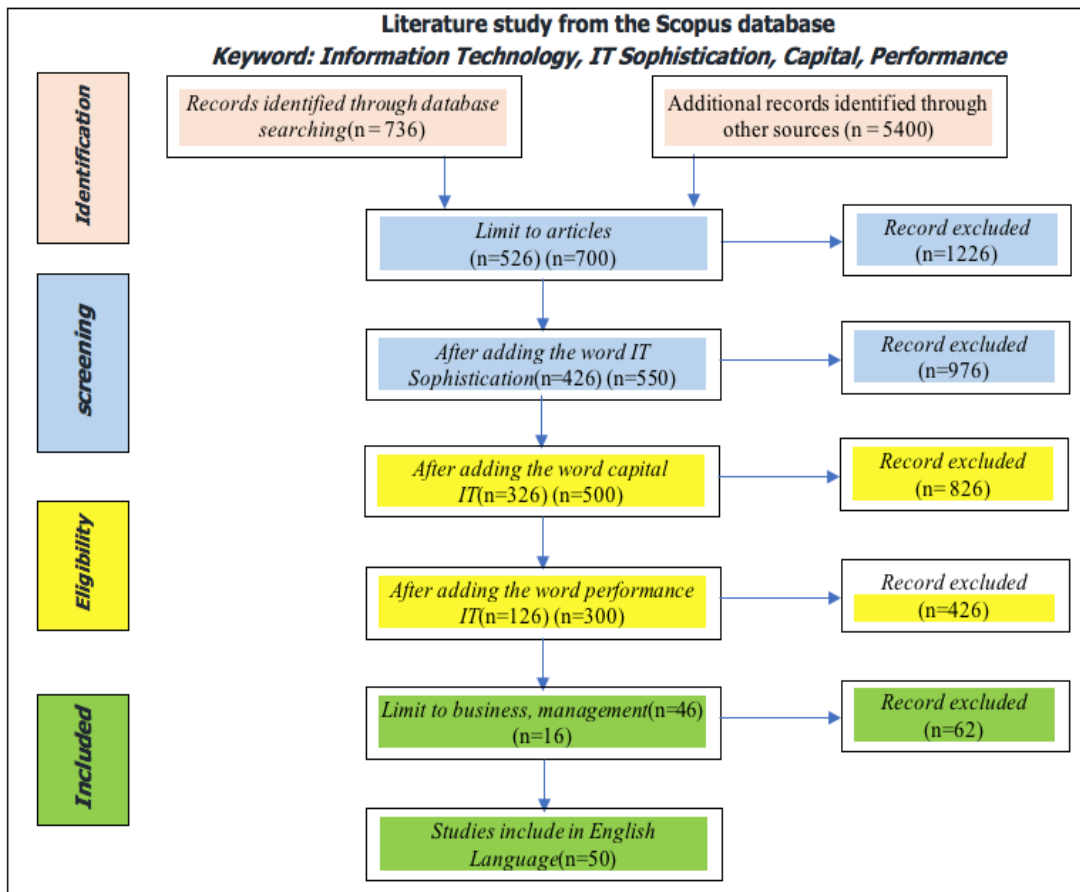 Literature study from the Scopus database
Keyword: Information Technology, IT Sophistication, Capital, Performance
Identification
Records identified through database
searching(n = 736)
Additional records identified through
other sources (n = 5400)
Limit to articles
(n=526) (n=700)
Record excluded
(n=1226)
screening
After adding the word IT
Sophistication(n=426) (n=550)
Record excluded
(n=976)
Eligibility
After adding the word capital
IT(n=326) (n=500)
Record excluded
(n= 826)
After adding the word performance
IT(n=126) (n=300)
Record excluded
(n=426)
Included
Limit to business, management(n=46)
(n=16)
Record excluded
(n=62)
Studies include in English
Language(n=50)